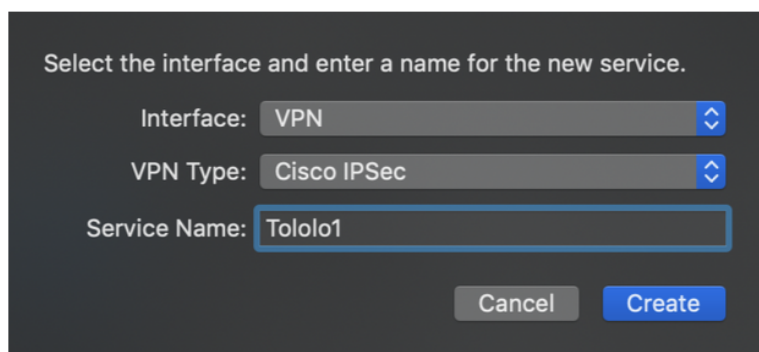 Select the interface and enter a name for the new service.
Interface: VPN
VPN Type: Cisco IPSec
Service Name: Tololo1
Cancel Create